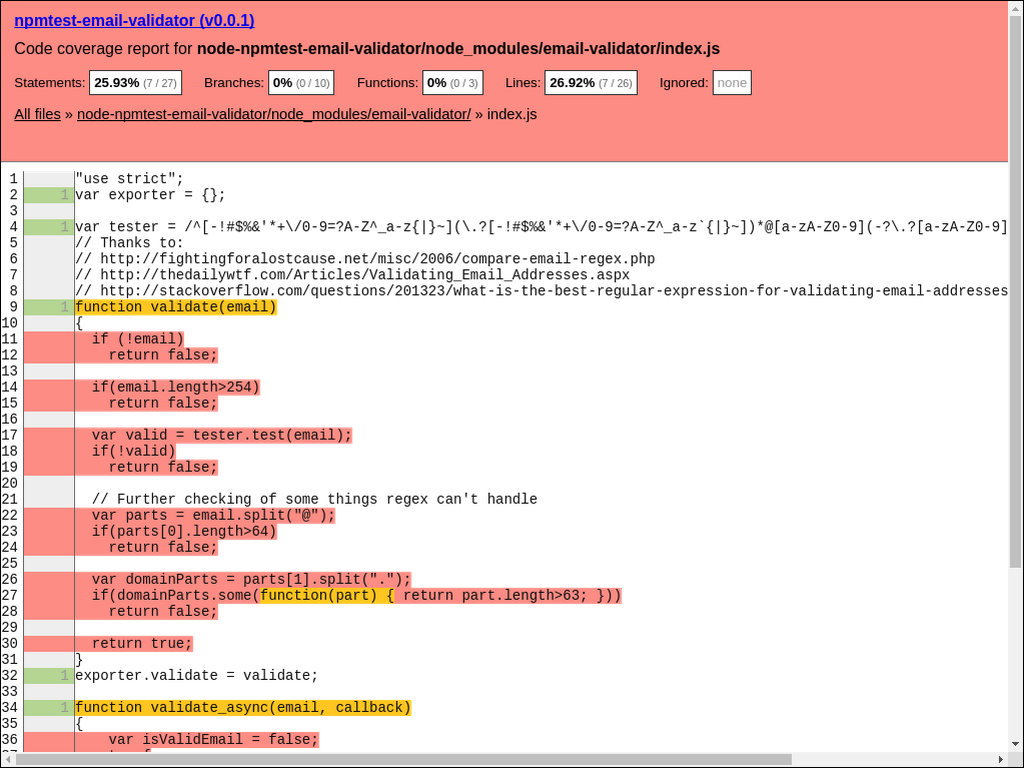 npmtest-email-validator (v0.0.1)
Code coverage report for node-npmtest-email-validator/node_modules/email-validator/index.js
Statements: 25.93% (7 / 27) Branches: 0% (0 / 10) Functions: 0% (0 / 3) Lines: 26.92% (7 / 26) Ignored: none
All files » node-npmtest-email-validator/node_modules/email-validator/ » index.js
1 "use strict";
2 1 var exporter = {};
3
4 1 var tester = /^[-!#$%&'*+\/0-9=?A-Z^_a-z{|}~](\.?[-!#$%&'*+\/0-9=?A-Z^_a-z`{|}~])*@[a-zA-Z0-9](-?\.?[a-zA-Z0-9]
5 // Thanks to:
6 // http://fightingforalostcause.net/misc/2006/compare-email-regex.php
7 // http://thedailywtf.com/Articles/Validating_Email_Addresses.aspx
8 // http://stackoverflow.com/questions/201323/what-is-the-best-regular-expression-for-validating-email-addresses
9 1 function validate(email)
10 {
11 if (!email)
12 return false;
13
14 if(email.length>254)
15 return false;
16
17 var valid = tester.test(email);
18 if(!valid)
19 return false;
20
21 // Further checking of some things regex can't handle
22 var parts = email.split("@");
23 if(parts[0].length>64)
24 return false;
25
26 var domainParts = parts[1].split(".");
27 if(domainParts.some(function(part) { return part.length>63; }))
28 return false;
29
30 return true;
31 }
32 1 exporter.validate = validate;
33
34 1 function validate_async(email, callback)
35 {
36 var isValidEmail = false;